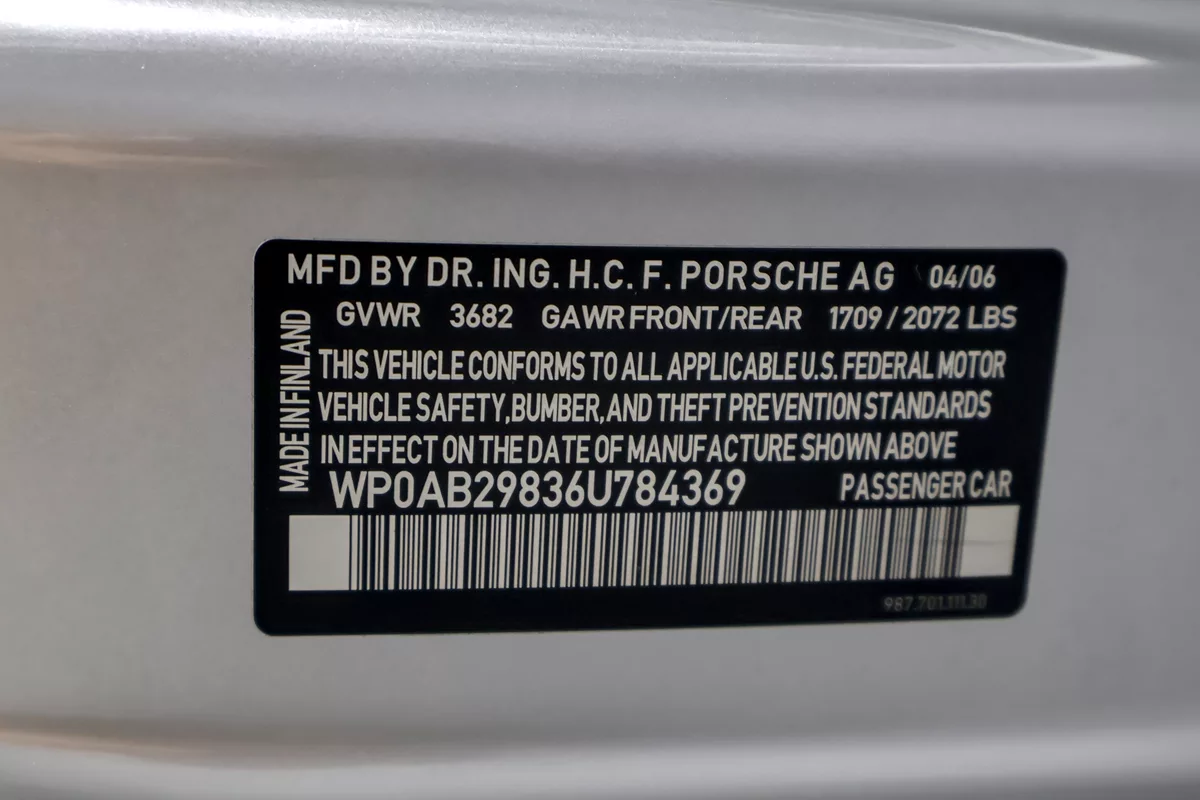 MFD BY DR. ING. H.C. F. PORSCHE AG 04/06
GVWR 3682 GAWR FRONT/REAR 1709 / 2072 LBS
MADE IN FINLAND
THIS VEHICLE CONFORMS TO ALL APPLICABLE U.S. FEDERAL MOTOR
VEHICLE SAFETY, BUMBER, AND THEFT PREVENTION STANDARDS
IN EFFECT ON THE DATE OF MANUFACTURE SHOWN ABOVE
WP0AB29836U784369 PASSENGER CAR
987.701.111.30